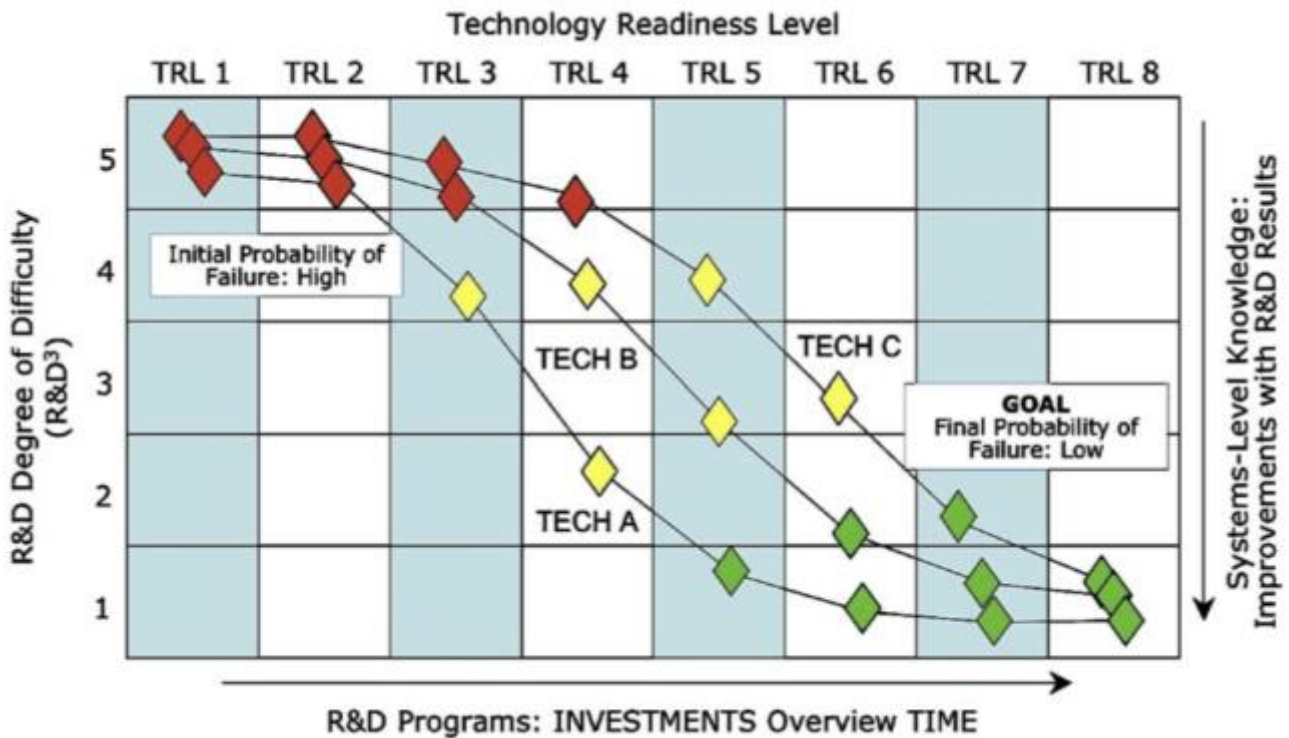 Technology Readiness Level
TRL 1 TRL 2 TRL 3 TRL 4 TRL 5 TRL 6 TRL 7 TRL 8
R&D Degree of Difficulty
(R&D³)
5
4
3
2
1
Initial Probability of
Failure: High
TECH B
TECH C
TECH A
GOAL
Final Probability of
Failure: Low
Systems-Level Knowledge:
Improvements with R&D Results
R&D Programs: INVESTMENTS Overview TIME